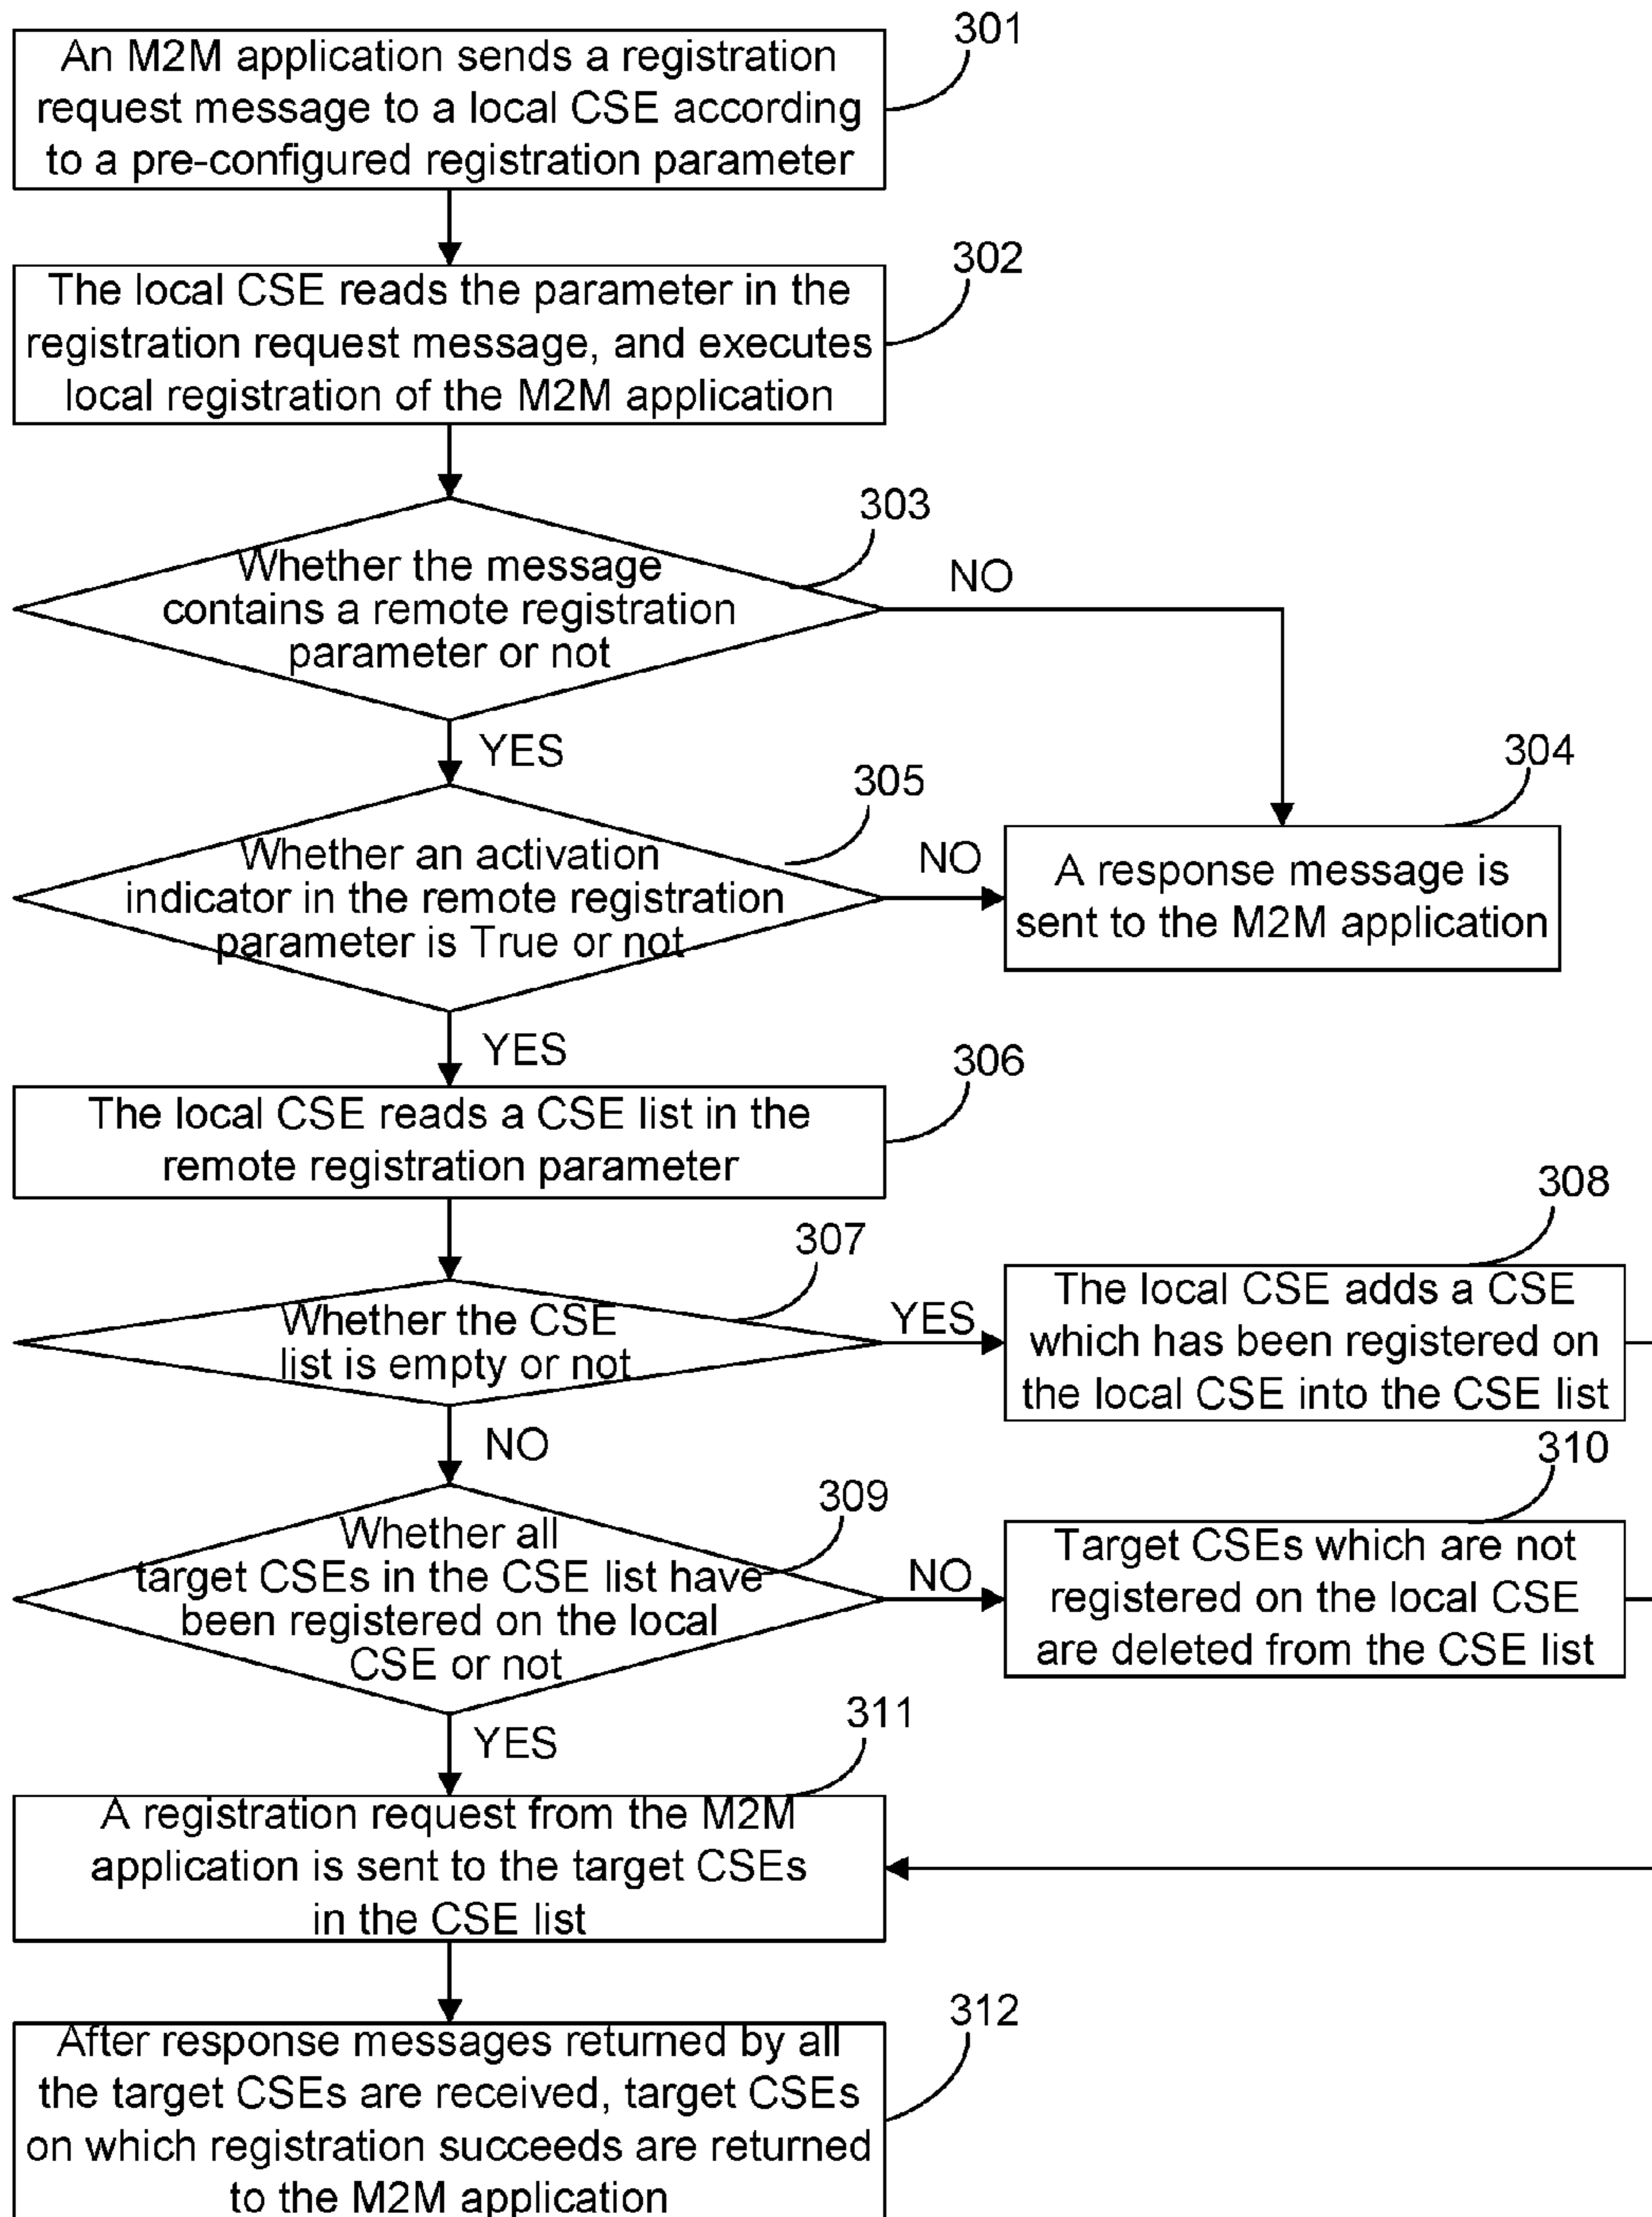 301
An M2M application sends a registration
request message to a local CSE according
to a pre-configured registration parameter
302
The local CSE reads the parameter in the
registration request message, and executes
local registration of the M2M application
303
Whether the message
contains a remote registration
parameter or not
NO
YES
304
305
Whether an activation
indicator in the remote registration
parameter is True or not
NO
A response message is
sent to the M2M application
YES
306
The local CSE reads a CSE list in the
remote registration parameter
307
Whether the CSE
list is empty or not
YES
308
The local CSE adds a CSE
which has been registered on
the local CSE into the CSE list
NO
309
Whether all
target CSEs in the CSE list have
been registered on the local
CSE or not
NO
310
Target CSEs which are not
registered on the local CSE
are deleted from the CSE list
YES
311
A registration request from the M2M
application is sent to the target CSEs
in the CSE list
312
After response messages returned by all
the target CSEs are received, target CSEs
on which registration succeeds are returned
to the M2M application